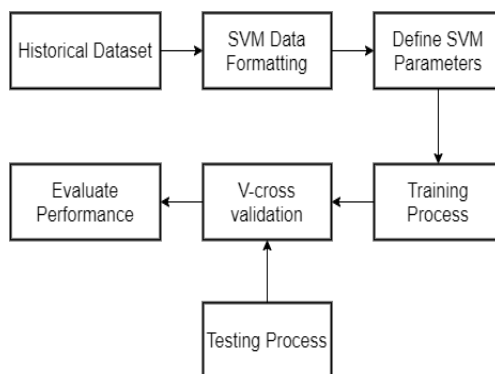 Historical Dataset
SVM Data
Formatting
Define SVM
Parameters
Training
Process
V-cross
validation
Evaluate
Performance
Testing Process